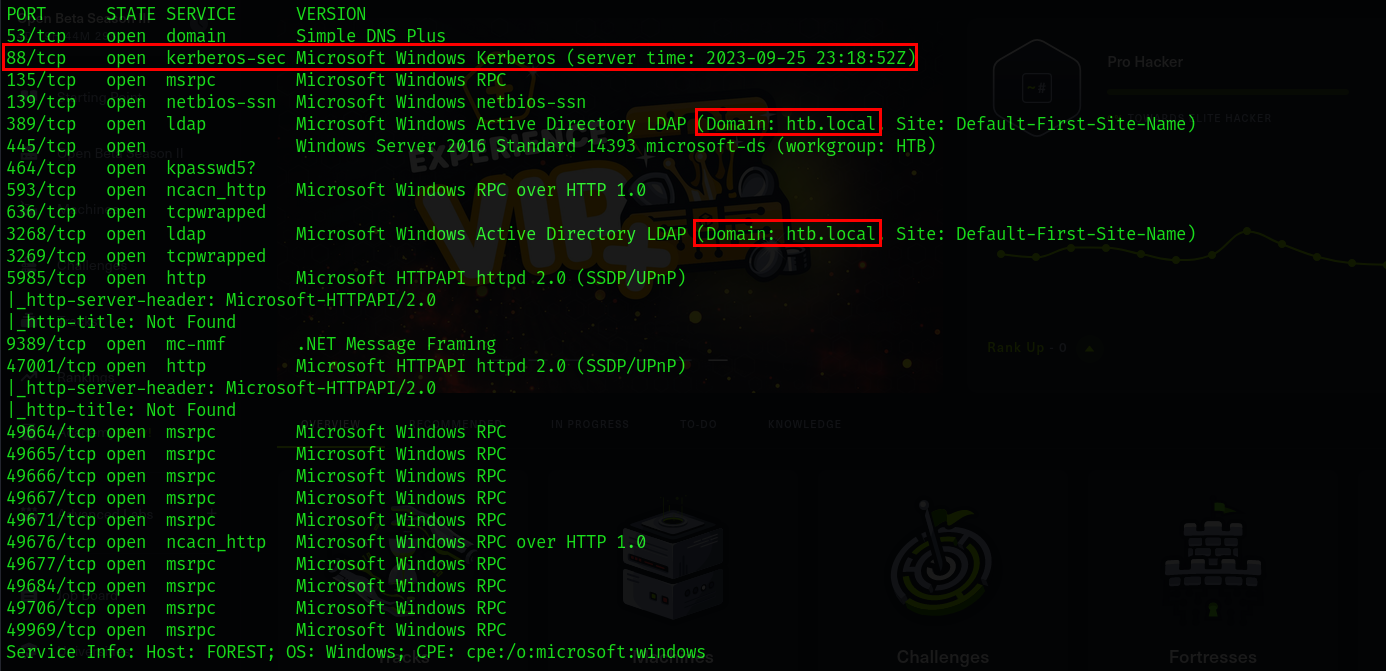 PORT STATE SERVICE VERSION
53/tcp open domain Simple DNS Plus
88/tcp open kerberos-sec Microsoft Windows Kerberos (server time: 2023-09-25 23:18:52Z)
135/tcp open msrpc Microsoft Windows RPC
139/tcp open netbios-ssn Microsoft Windows netbios-ssn
389/tcp open ldap Microsoft Windows Active Directory LDAP (Domain: htb.local, Site: Default-First-Site-Name)
445/tcp open Windows Server 2016 Standard 14393 microsoft-ds (workgroup: HTB)
464/tcp open kpasswd5?
593/tcp open ncacn_http Microsoft Windows RPC over HTTP 1.0
636/tcp open tcpwrapped
3268/tcp open ldap Microsoft Windows Active Directory LDAP (Domain: htb.local, Site: Default-First-Site-Name)
3269/tcp open tcpwrapped
5985/tcp open http Microsoft HTTPAPI httpd 2.0 (SSDP/UPnP)
|_http-server-header: Microsoft-HTTPAPI/2.0
|_http-title: Not Found
9389/tcp open mc-nmf .NET Message Framing
47001/tcp open http Microsoft HTTPAPI httpd 2.0 (SSDP/UPnP)
|_http-server-header: Microsoft-HTTPAPI/2.0
|_http-title: Not Found
49664/tcp open msrpc Microsoft Windows RPC
49665/tcp open msrpc Microsoft Windows RPC
49666/tcp open msrpc Microsoft Windows RPC
49667/tcp open msrpc Microsoft Windows RPC
49671/tcp open msrpc Microsoft Windows RPC
49676/tcp open ncacn_http Microsoft Windows RPC over HTTP 1.0
49677/tcp open msrpc Microsoft Windows RPC
49684/tcp open msrpc Microsoft Windows RPC
49706/tcp open msrpc Microsoft Windows RPC
49969/tcp open msrpc Microsoft Windows RPC
Service Info: Host: FOREST; OS: Windows; CPE: cpe:/o:microsoft:windows
Pro Hacker
EXPERIENCE
VIP
Rank Up - 0
IN PROGRESS
TO-DO
KNOWLEDGE
Machines
Challenges
Fortresses